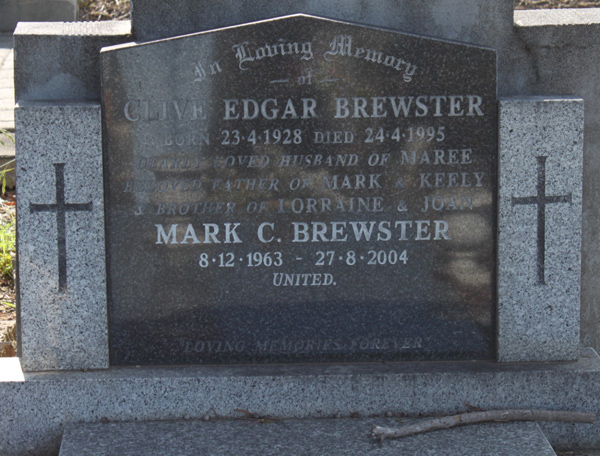 In Loving Memory
of
CLIVE EDGAR BREWSTER
BORN 23·4·1928 DIED 24·4·1995
DEARLY LOVED HUSBAND OF MAREE
BELOVED FATHER OF MARK & KEELY
& BROTHER OF LORRAINE & JOAN
MARK C. BREWSTER
8·12·1963 - 27·8·2004
UNITED.
"LOVING MEMORIES FOREVER"